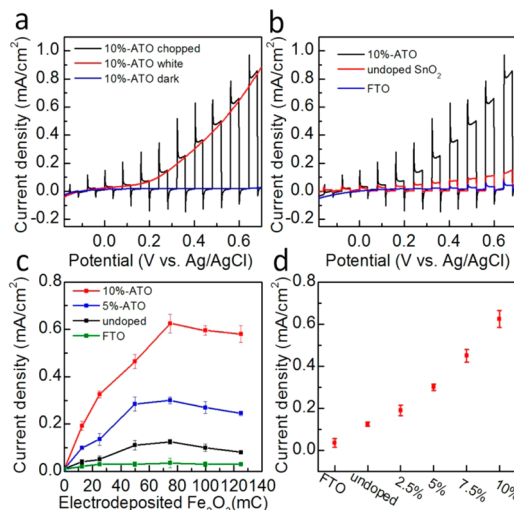 a
Current density (mA/cm²)
1.0
0.8
0.6
0.4
0.2
0.0
-0.2
10%-ATO chopped
10%-ATO white
10%-ATO dark
0.0 0.2 0.4 0.6
Potential (V vs. Ag/AgCl)
b
Current density (mA/cm²)
1.0
0.8
0.6
0.4
0.2
0.0
-0.2
10%-ATO
undoped SnO₂
FTO
0.0 0.2 0.4 0.6
Potential (V vs. Ag/AgCl)
c
Current density (mA/cm²)
0.8
0.6
0.4
0.2
0.0
10%-ATO
5%-ATO
undoped
FTO
0 20 40 60 80 100 120 140
Electrodeposited Fe₂O₃(mC)
d
Current density (mA/cm²)
0.8
0.6
0.4
0.2
0.0
FTO undoped 2.5% 5% 7.5% 10%